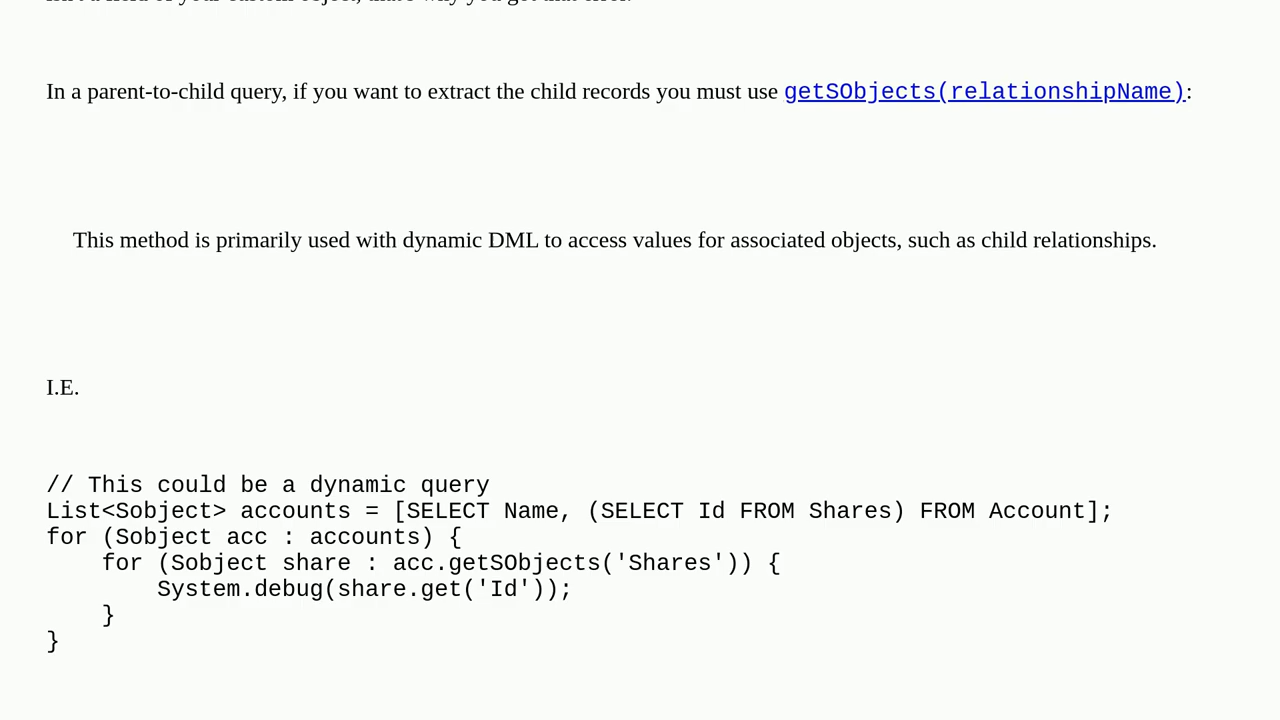 In a parent-to-child query, if you want to extract the child records you must use getSObjects(relationshipName):
This method is primarily used with dynamic DML to access values for associated objects, such as child relationships.
I.E.
// This could be a dynamic query
List<Sobject> accounts = [SELECT Name, (SELECT Id FROM Shares) FROM Account];
for (Sobject acc : accounts) {
    for (Sobject share : acc.getSObjects('Shares')) {
        System.debug(share.get('Id'));
    }
}